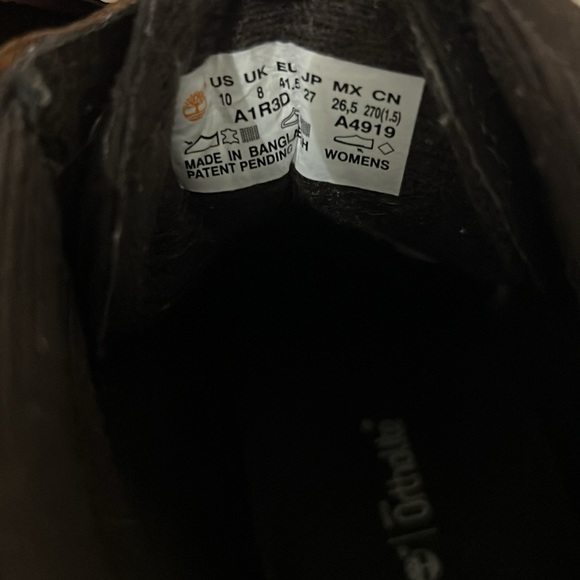 US UK EU JP MX CN
10 8 41,5 27 26,5 270(1.5)
A1R3D A4919
MADE IN WOMENS
PATENT PENDING
Ortholite